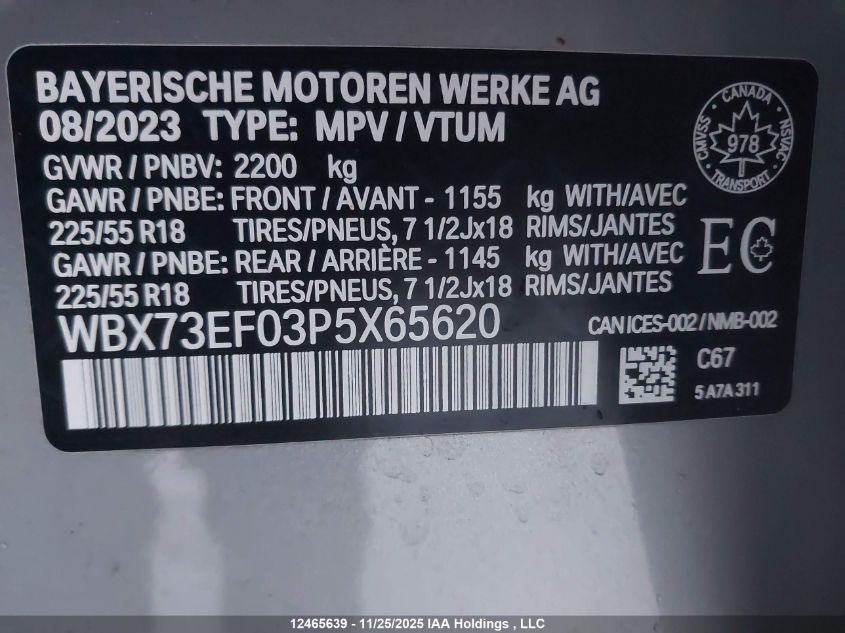 BAYERISCHE MOTOREN WERKE AG
08/2023 TYPE: MPV / VTUM
GVWR / PNBV: 2200 kg
GAWR / PNBE: FRONT / AVANT - 1155 kg WITH/AVEC
225/55 R18 TIRES/PNEUS, 7 1/2Jx18 RIMS/JANTES
GAWR / PNBE: REAR / ARRIÈRE - 1145 kg WITH/AVEC
225/55 R18 TIRES/PNEUS, 7 1/2Jx18 RIMS/JANTES
WBX73EF03P5X65620
CANADA
CMVSS 978 NSVAC
TRANSPORT
EC
CAN ICES-002 / NMB-002
C67
5 A7A 311
12465639 - 11/25/2025 IAA Holdings , LLC